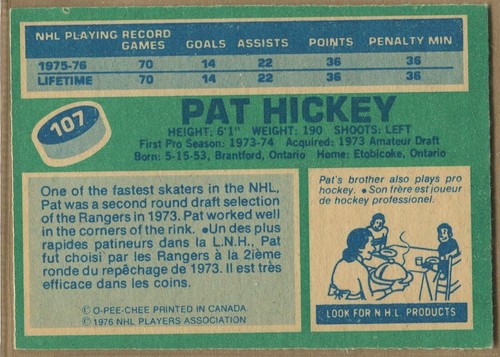 NHL PLAYING RECORD
GAMES GOALS ASSISTS POINTS PENALTY MIN
1975-76 70 14 22 36 36
LIFETIME 70 14 22 36 36
107
PAT HICKEY
HEIGHT: 6'1" WEIGHT: 190 SHOOTS: LEFT
First Pro Season: 1973-74 Acquired: 1973 Amateur Draft
Born: 5-15-53, Brantford, Ontario Home: Etobicoke, Ontario
One of the fastest skaters in the NHL,
Pat was a second round draft selection
of the Rangers in 1973. Pat worked well
in the corners of the rink. •Un des plus
rapides patineurs dans la L.N.H., Pat
fut choisi par les Rangers à la 2ième
ronde du repêchage de 1973. Il est très
efficace dans les coins.
© O-PEE-CHEE PRINTED IN CANADA
© 1976 NHL PLAYERS ASSOCIATION
Pat's brother also plays pro
hockey. •Son frère est joueur
de hockey professionel.
LOOK FOR N.H.L. PRODUCTS